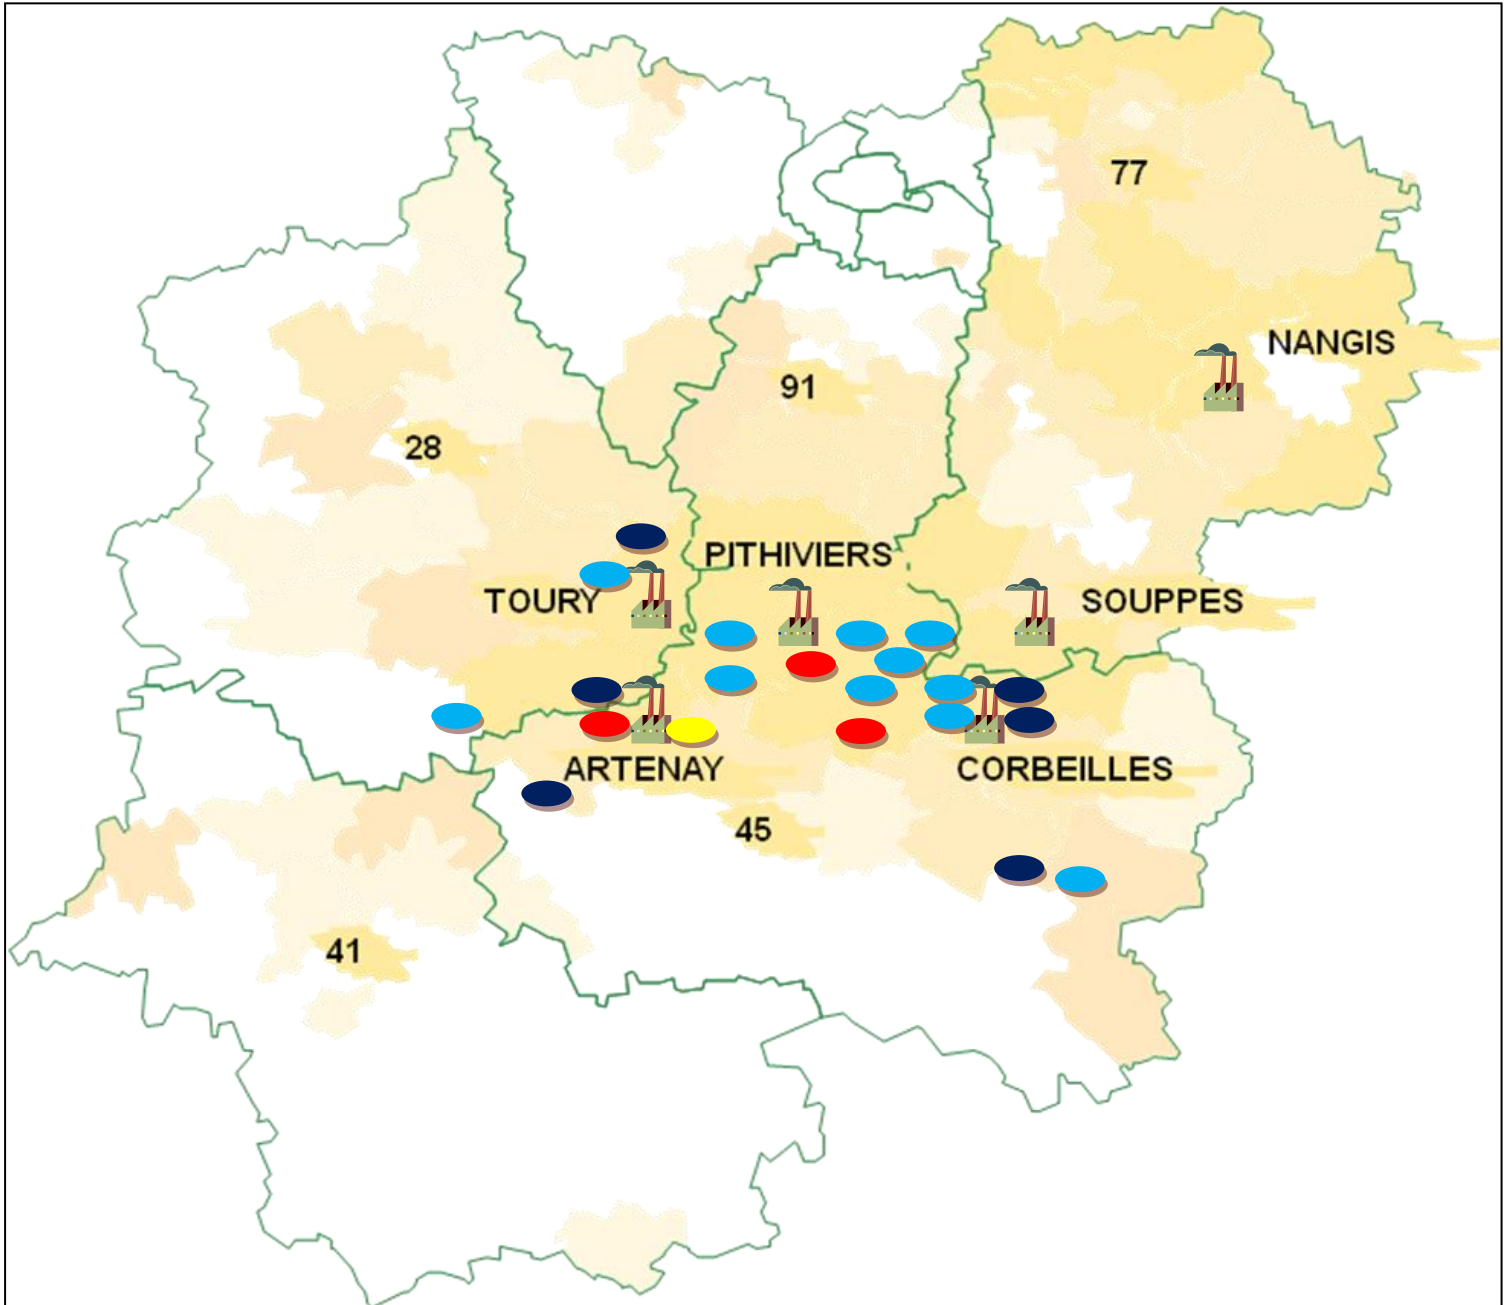 77
NANGIS
91
28
PITHIVIERS
TOURY
SOUPPES
ARTENAY
CORBEILLES
45
41